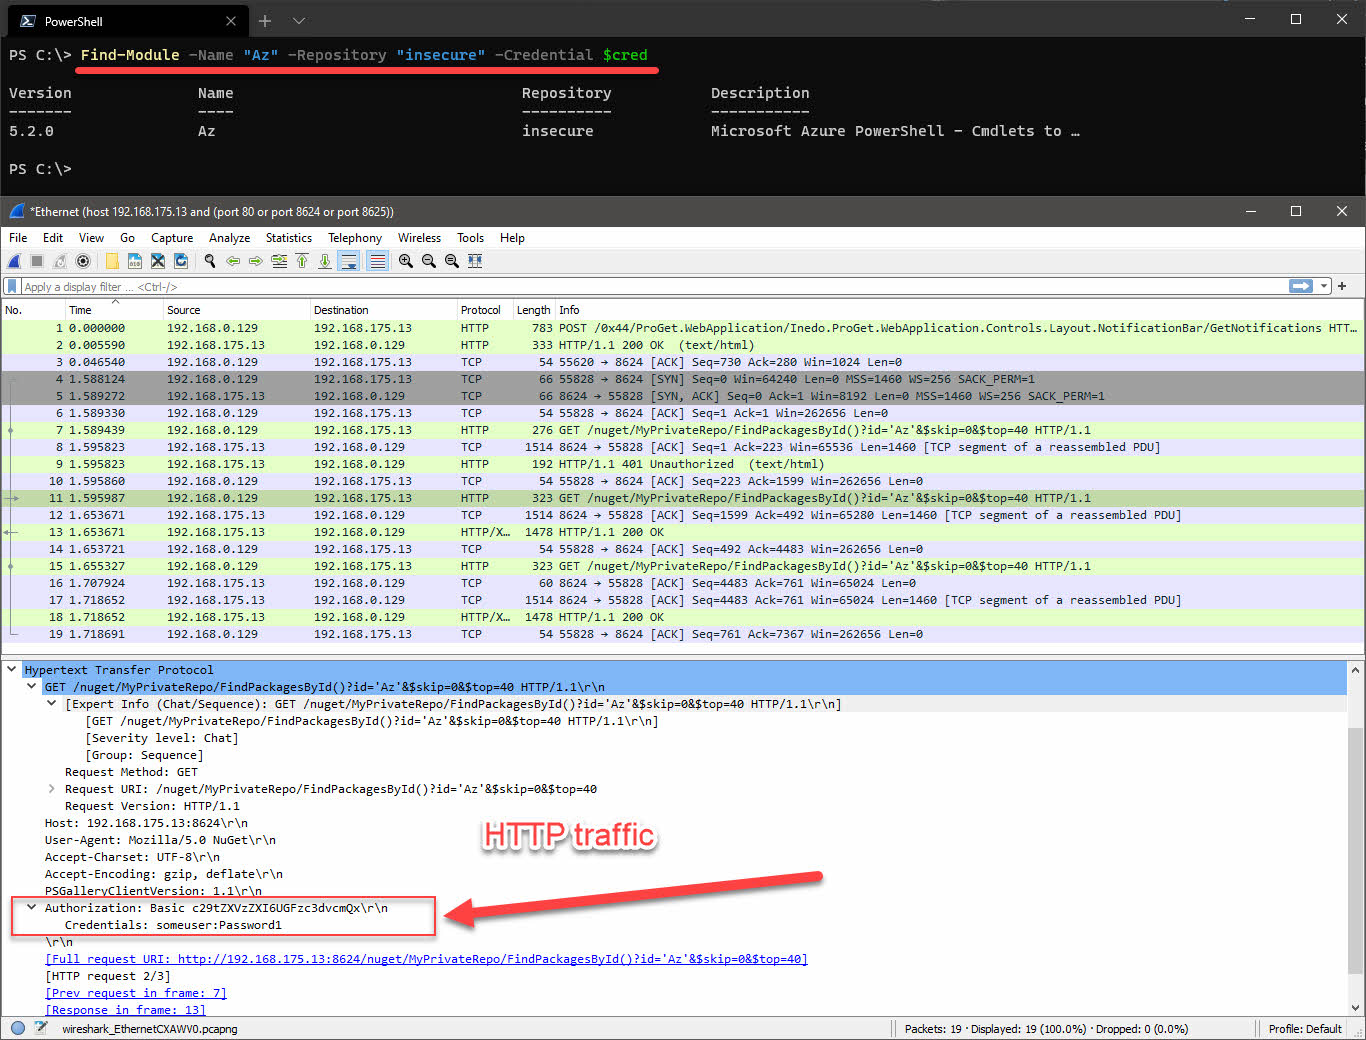 PowerShell
PS C:\> Find-Module -Name "Az" -Repository "insecure" -Credential $cred
Version Name Repository Description
------- ---- ---------- -----------
5.2.0 Az insecure Microsoft Azure PowerShell - Cmdlets to …
PS C:\>
*Ethernet (host 192.168.175.13 and (port 80 or port 8624 or port 8625))
File Edit View Go Capture Analyze Statistics Telephony Wireless Tools Help
Apply a display filter ... <Ctrl-/>
No. Time Source Destination Protocol Length Info
1 0.000000 192.168.0.129 192.168.175.13 HTTP 783 POST /0x44/ProGet.WebApplication/Inedo.ProGet.WebApplication.Controls.Layout.NotificationBar/GetNotifications HTT…
2 0.005590 192.168.175.13 192.168.0.129 HTTP 333 HTTP/1.1 200 OK (text/html)
3 0.046540 192.168.0.129 192.168.175.13 TCP 54 55620 → 8624 [ACK] Seq=730 Ack=280 Win=1024 Len=0
4 1.588124 192.168.0.129 192.168.175.13 TCP 66 55828 → 8624 [SYN] Seq=0 Win=64240 Len=0 MSS=1460 WS=256 SACK_PERM=1
5 1.589272 192.168.175.13 192.168.0.129 TCP 66 8624 → 55828 [SYN, ACK] Seq=0 Ack=1 Win=8192 Len=0 MSS=1460 WS=256 SACK_PERM=1
6 1.589330 192.168.0.129 192.168.175.13 TCP 54 55828 → 8624 [ACK] Seq=1 Ack=1 Win=262656 Len=0
7 1.589439 192.168.0.129 192.168.175.13 HTTP 276 GET /nuget/MyPrivateRepo/FindPackagesById()?id='Az'&$skip=0&$top=40 HTTP/1.1
8 1.595823 192.168.175.13 192.168.0.129 TCP 1514 8624 → 55828 [ACK] Seq=1 Ack=223 Win=65536 Len=1460 [TCP segment of a reassembled PDU]
9 1.595823 192.168.175.13 192.168.0.129 HTTP 192 HTTP/1.1 401 Unauthorized (text/html)
10 1.595860 192.168.0.129 192.168.175.13 TCP 54 55828 → 8624 [ACK] Seq=223 Ack=1599 Win=262656 Len=0
11 1.595987 192.168.0.129 192.168.175.13 HTTP 323 GET /nuget/MyPrivateRepo/FindPackagesById()?id='Az'&$skip=0&$top=40 HTTP/1.1
12 1.653671 192.168.175.13 192.168.0.129 TCP 1514 8624 → 55828 [ACK] Seq=1599 Ack=492 Win=65280 Len=1460 [TCP segment of a reassembled PDU]
13 1.653671 192.168.175.13 192.168.0.129 HTTP/X… 1478 HTTP/1.1 200 OK
14 1.653721 192.168.0.129 192.168.175.13 TCP 54 55828 → 8624 [ACK] Seq=492 Ack=4483 Win=262656 Len=0
15 1.655327 192.168.0.129 192.168.175.13 HTTP 323 GET /nuget/MyPrivateRepo/FindPackagesById()?id='Az'&$skip=0&$top=40 HTTP/1.1
16 1.707924 192.168.175.13 192.168.0.129 TCP 60 8624 → 55828 [ACK] Seq=4483 Ack=761 Win=65024 Len=0
17 1.718652 192.168.175.13 192.168.0.129 TCP 1514 8624 → 55828 [ACK] Seq=4483 Ack=761 Win=65024 Len=1460 [TCP segment of a reassembled PDU]
18 1.718652 192.168.175.13 192.168.0.129 HTTP/X… 1478 HTTP/1.1 200 OK
19 1.718691 192.168.0.129 192.168.175.13 TCP 54 55828 → 8624 [ACK] Seq=761 Ack=7367 Win=262656 Len=0
Hypertext Transfer Protocol
GET /nuget/MyPrivateRepo/FindPackagesById()?id='Az'&$skip=0&$top=40 HTTP/1.1\r\n
[Expert Info (Chat/Sequence): GET /nuget/MyPrivateRepo/FindPackagesById()?id='Az'&$skip=0&$top=40 HTTP/1.1\r\n]
[GET /nuget/MyPrivateRepo/FindPackagesById()?id='Az'&$skip=0&$top=40 HTTP/1.1\r\n]
[Severity level: Chat]
[Group: Sequence]
Request Method: GET
Request URI: /nuget/MyPrivateRepo/FindPackagesById()?id='Az'&$skip=0&$top=40
Request Version: HTTP/1.1
Host: 192.168.175.13:8624\r\n
User-Agent: Mozilla/5.0 NuGet\r\n
Accept-Charset: UTF-8\r\n
Accept-Encoding: gzip, deflate\r\n
PSGalleryClientVersion: 1.1\r\n
HTTP traffic
Authorization: Basic c29tZXVzZXI6UGFzc3dvcmQx\r\n
Credentials: someuser:Password1
\r\n
[Full request URI: http://192.168.175.13:8624/nuget/MyPrivateRepo/FindPackagesById()?id='Az'&$skip=0&$top=40]
[HTTP request 2/3]
[Prev request in frame: 7]
[Response in frame: 13]
wireshark_EthernetCXAWV0.pcapng Packets: 19 · Displayed: 19 (100.0%) · Dropped: 0 (0.0%) Profile: Default